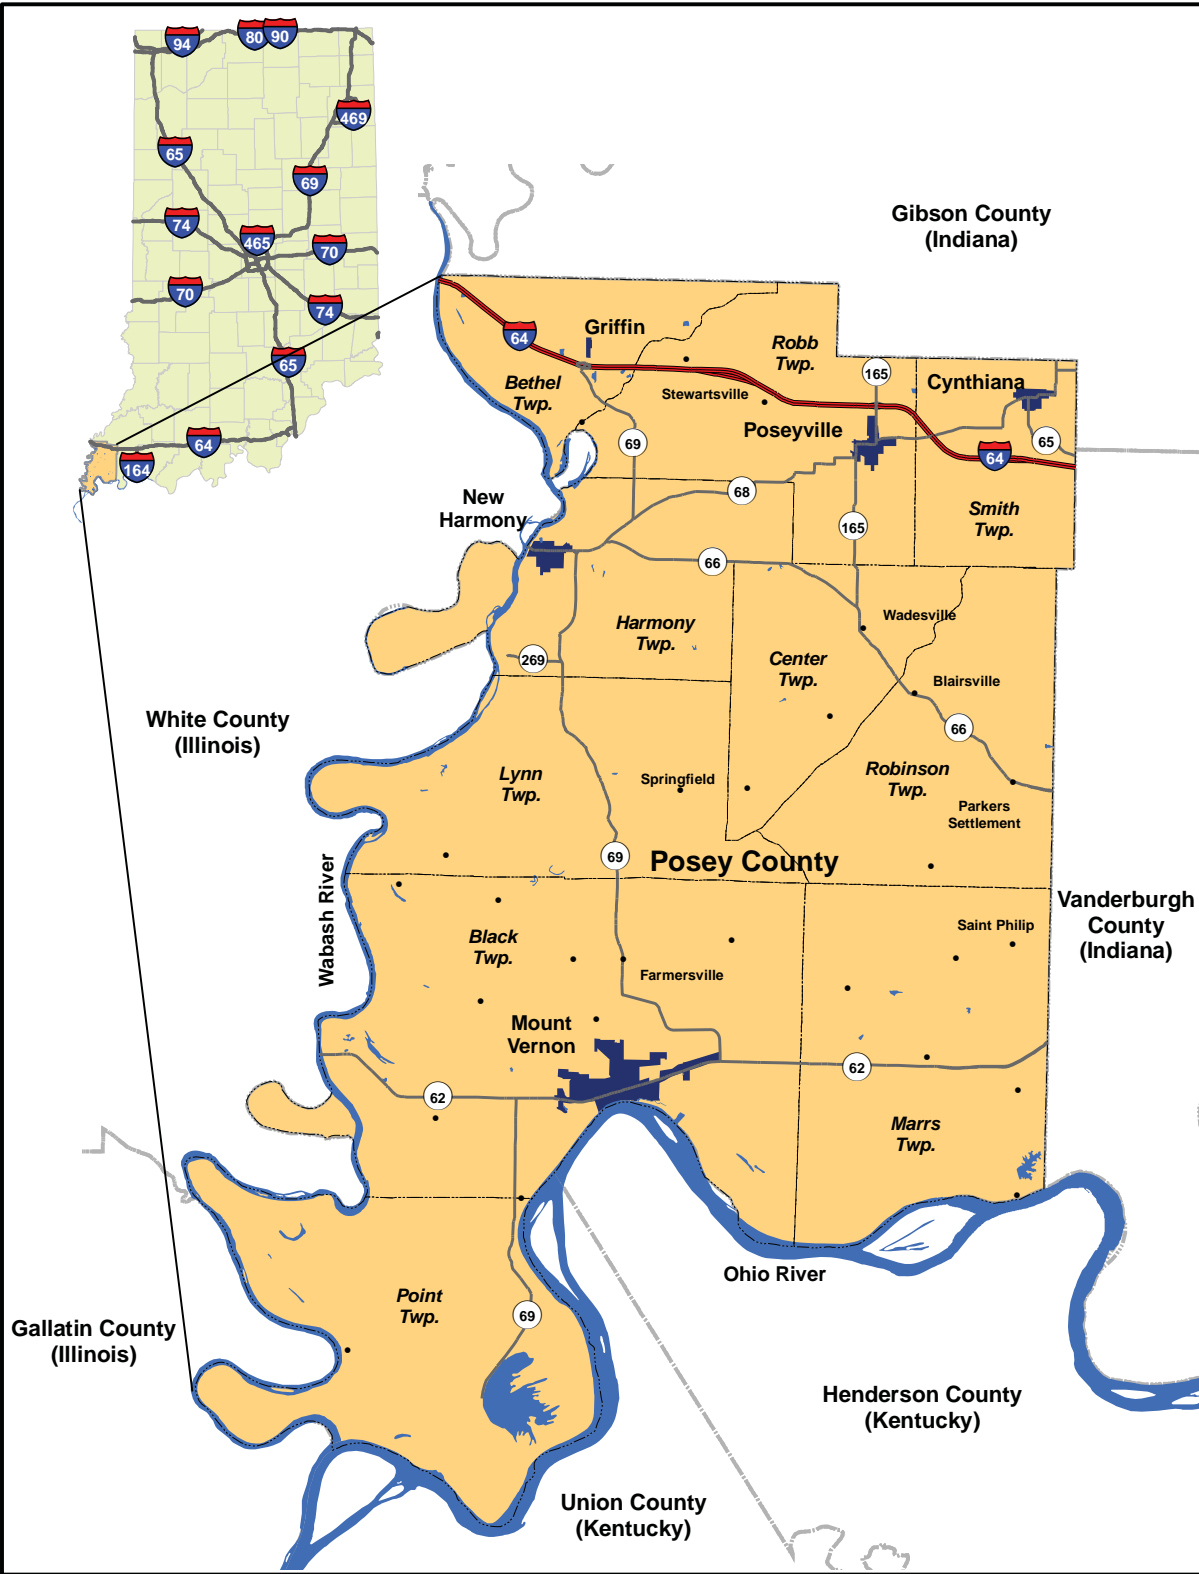 94
80
90
469
65
69
74
465
70
70
74
65
64
164
Gibson County
(Indiana)
64
Griffin
Robb
Twp.
165
Cynthiana
Bethel
Twp.
Stewartsville
Poseyville
69
65
64
New
Harmony
68
165
Smith
Twp.
66
Harmony
Twp.
Wadesville
269
Center
Twp.
Blairsville
White County
(Illinois)
66
Lynn
Twp.
Springfield
Robinson
Twp.
Parkers
Settlement
69
Posey County
Wabash River
Vanderburgh
County
(Indiana)
Black
Twp.
Saint Philip
Farmersville
Mount
Vernon
62
62
Marrs
Twp.
Ohio River
Point
Twp.
69
Gallatin County
(Illinois)
Henderson County
(Kentucky)
Union County
(Kentucky)